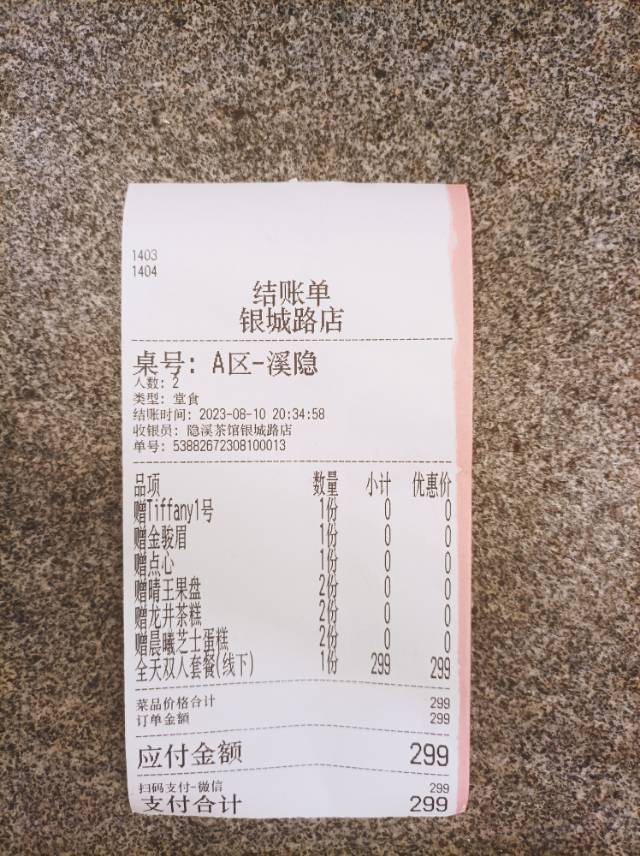 1403
1404
结账单
银城路店
桌号: A区-溪隐
人数: 2
类型: 堂食
结账时间: 2023-08-10 20:34:58
收银员: 隐溪茶馆银城路店
单号: 53882672308100013
品项 数量 小计 优惠价
赠Tiffany1号 1份 0 0
赠金骏眉 1份 0 0
赠点心 1份 0 0
赠晴王果盘 2份 0 0
赠龙井茶糕 2份 0 0
赠晨曦芝士蛋糕 2份 0 0
全天双人套餐(线下) 1份 299 299
菜品价格合计 299
订单金额 299
应付金额 299
扫码支付-微信 299
支付合计 299